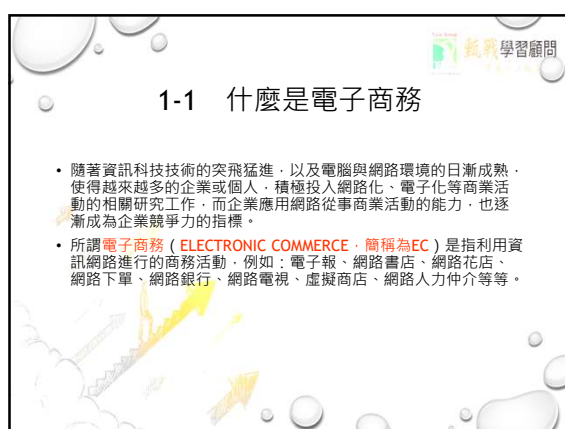 甄戰學習顧問
1-1 什麼是電子商務
• 隨著資訊科技技術的突飛猛進，以及電腦與網路環境的日漸成熟，
使得越來越多的企業或個人，積極投入網路化、電子化等商業活
動的相關研究工作，而企業應用網路從事商業活動的能力，也逐
漸成為企業競爭力的指標。
• 所謂電子商務（ELECTRONIC COMMERCE，簡稱為EC）是指利用資
訊網路進行的商務活動，例如：電子報、網路書店、網路花店、
網路下單、網路銀行、網路電視、虛擬商店、網路人力仲介等等。